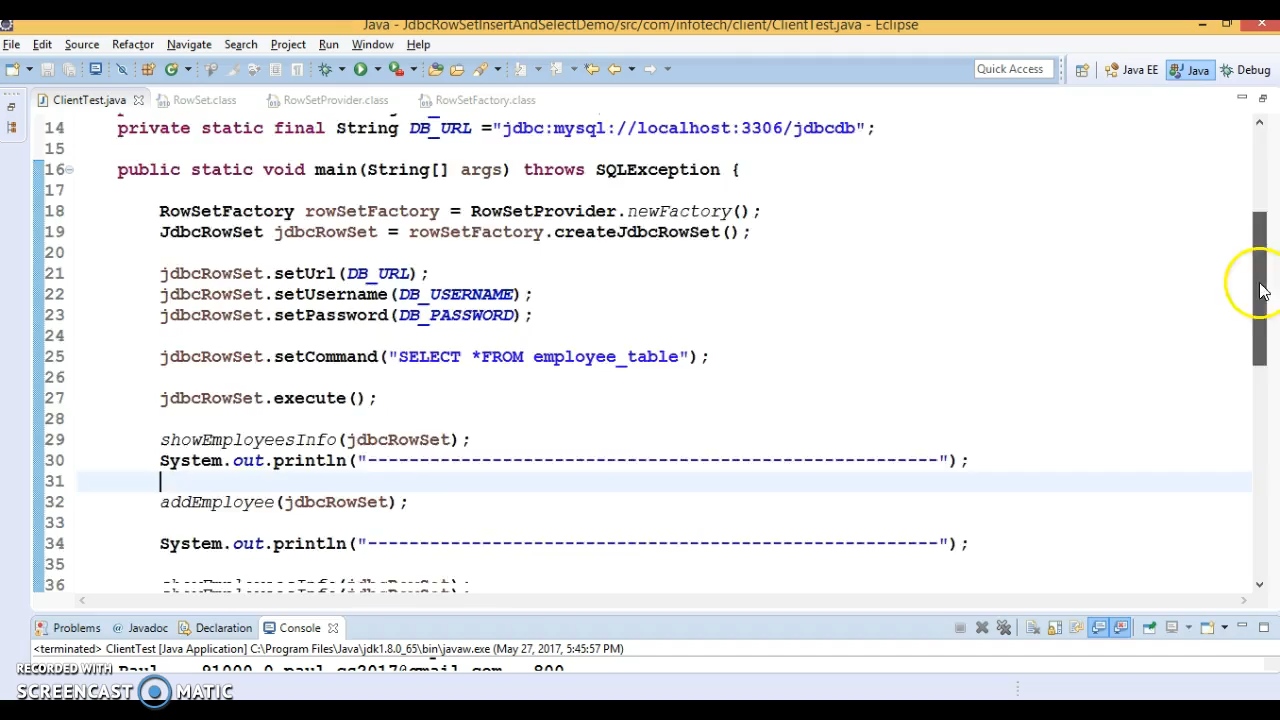 Java - JdbcRowSetInsertAndSelectDemo/src/com/infotech/client/ClientTest.java - Eclipse
File Edit Source Refactor Navigate Search Project Run Window Help
Quick Access Java EE Java Debug
ClientTest.java RowSet.class RowSetProvider.class RowSetFactory.class
14 private static final String DB_URL ="jdbc:mysql://localhost:3306/jdbcdb";
15
16 public static void main(String[] args) throws SQLException {
17
18 RowSetFactory rowSetFactory = RowSetProvider.newFactory();
19 JdbcRowSet jdbcRowSet = rowSetFactory.createJdbcRowSet();
20
21 jdbcRowSet.setUrl(DB_URL);
22 jdbcRowSet.setUsername(DB_USERNAME);
23 jdbcRowSet.setPassword(DB_PASSWORD);
24
25 jdbcRowSet.setCommand("SELECT *FROM employee_table");
26
27 jdbcRowSet.execute();
28
29 showEmployeesInfo(jdbcRowSet);
30 System.out.println("-------------------------------------------------------");
31
32 addEmployee(jdbcRowSet);
33
34 System.out.println("-------------------------------------------------------");
35
36 showEmployeesInfo(jdbcRowSet);
Problems Javadoc Declaration Console
<terminated> ClientTest [Java Application] C:\Program Files\Java\jdk1.8.0_65\bin\javaw.exe (May 27, 2017, 5:45:57 PM)
RECORDED WITH
SCREENCAST MATIC